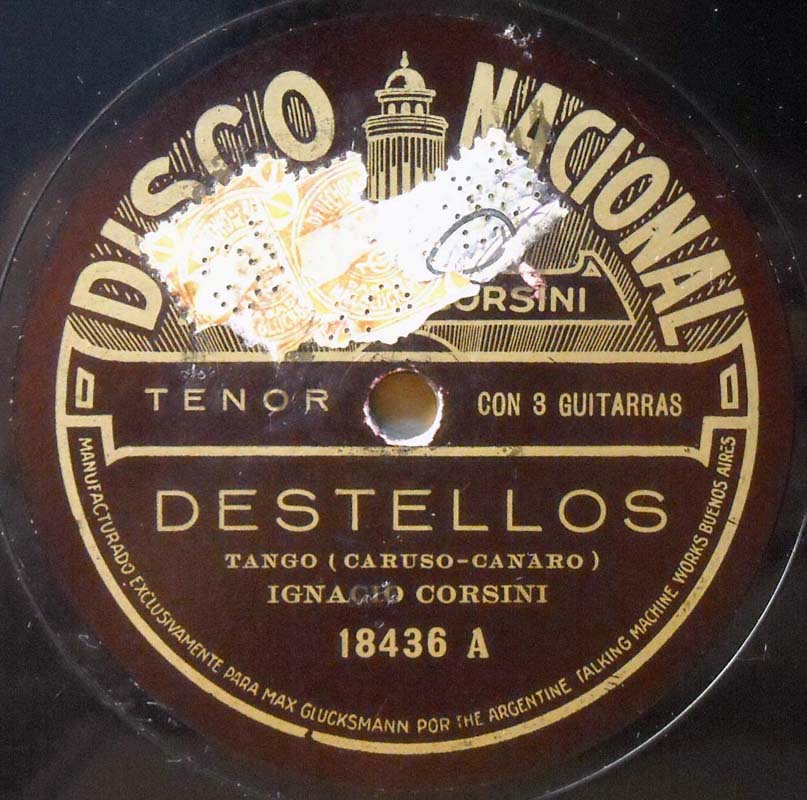 DISCO NACIONAL
CORSINI
TENOR
CON 3 GUITARRAS
DESTELLOS
TANGO (CARUSO-CANARO)
IGNACIO CORSINI
18436 A
MANUFACTURADO EXCLUSIVAMENTE PARA MAX GLUCKSMANN POR THE ARGENTINE TALKING MACHINE WORKS BUENOS AIRES